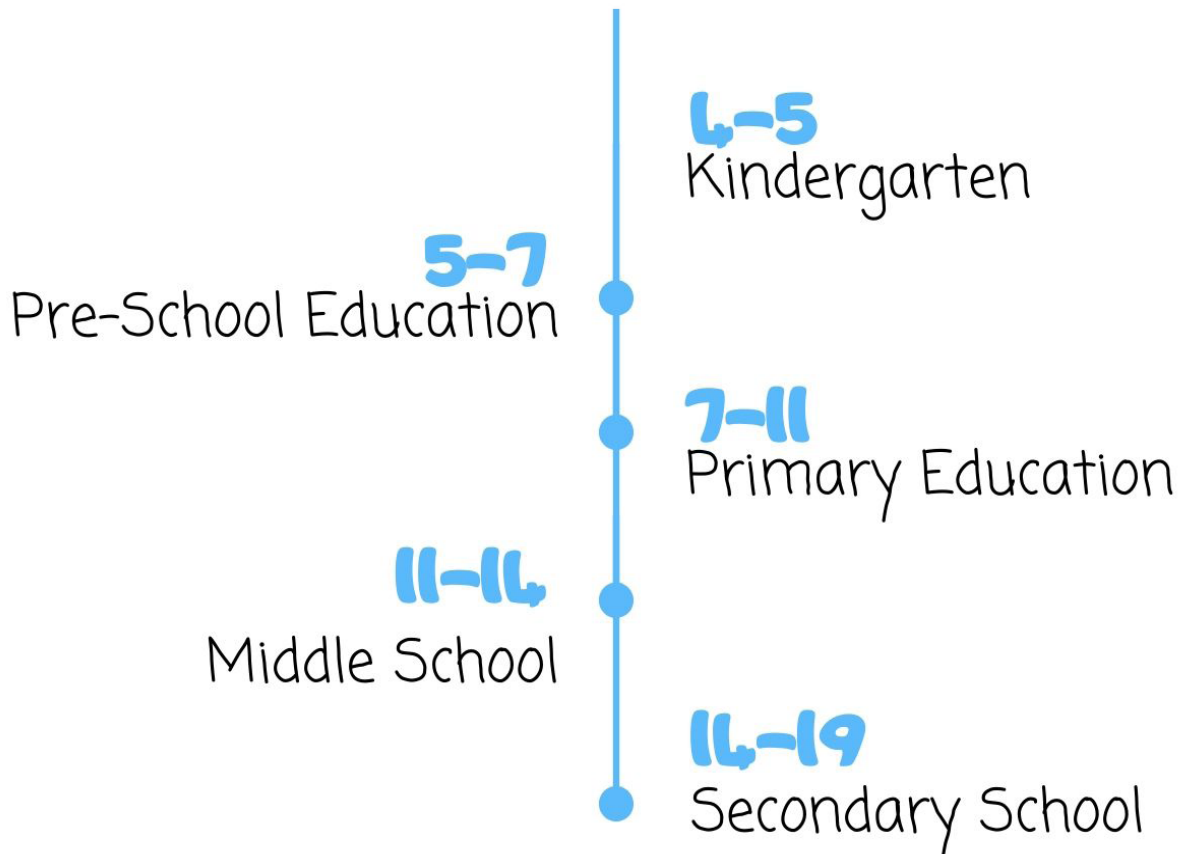 4-5
Kindergarten
5-7
Pre-School Education
7-11
Primary Education
11-14
Middle School
14-19
Secondary School